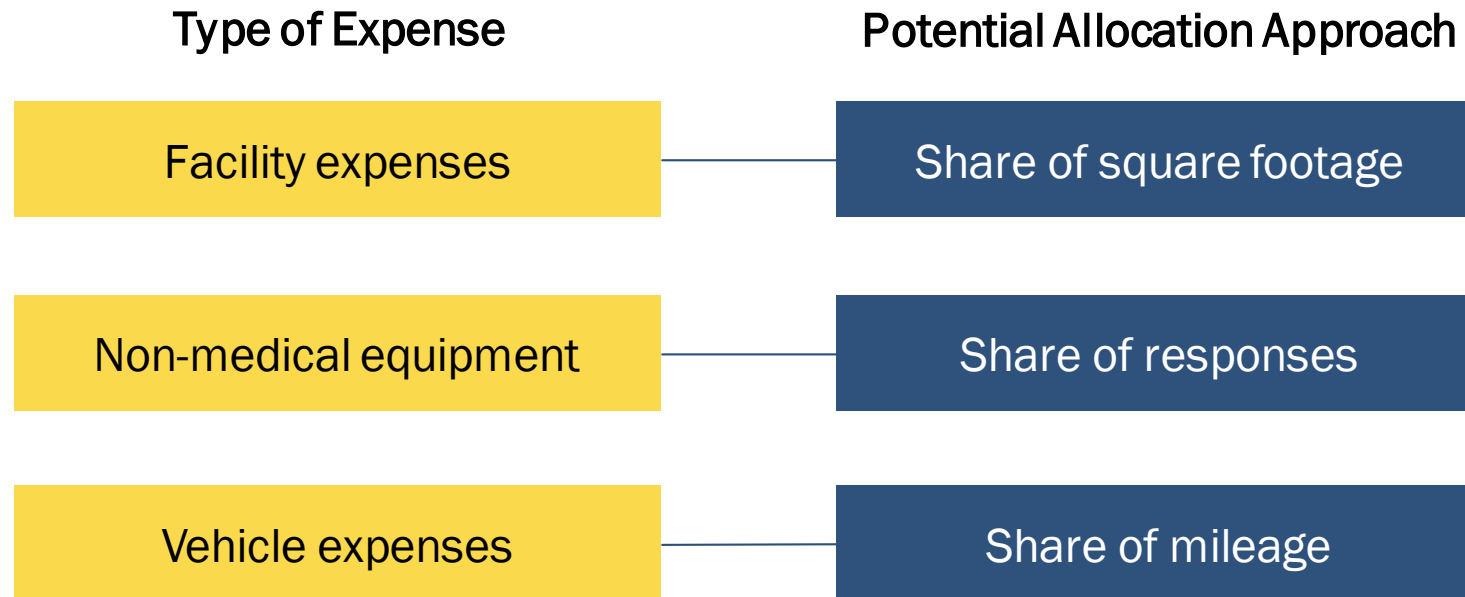 Type of Expense
Potential Allocation Approach
Facility expenses
Share of square footage
Non-medical equipment
Share of responses
Vehicle expenses
Share of mileage